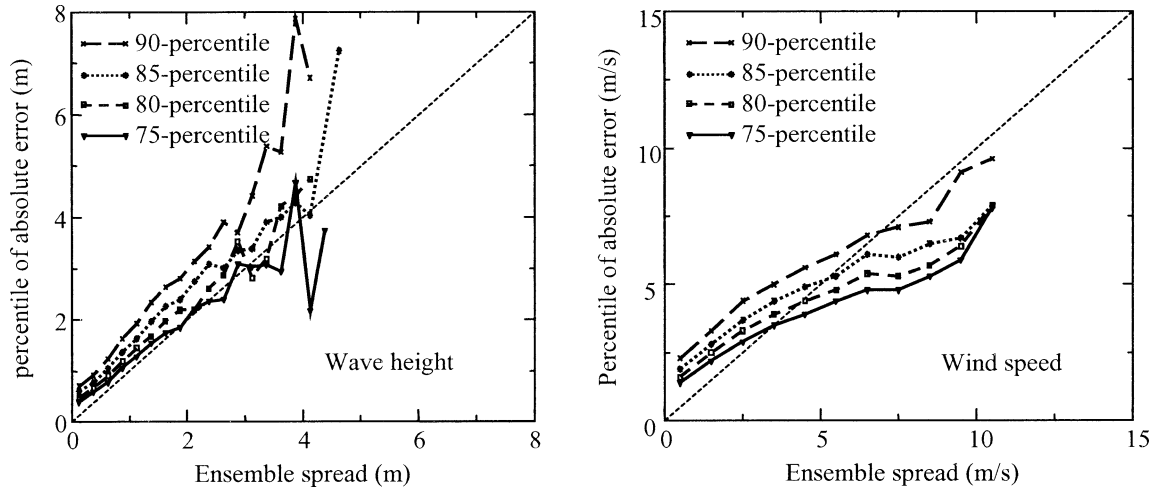 8
90-percentile
85-percentile
80-percentile
75-percentile
6
4
2
0
percentile of absolute error (m)
Wave height
0
2
4
6
8
Ensemble spread (m)
15
90-percentile
85-percentile
80-percentile
75-percentile
10
5
0
Percentile of absolute error (m/s)
Wind speed
0
5
10
15
Ensemble spread (m/s)